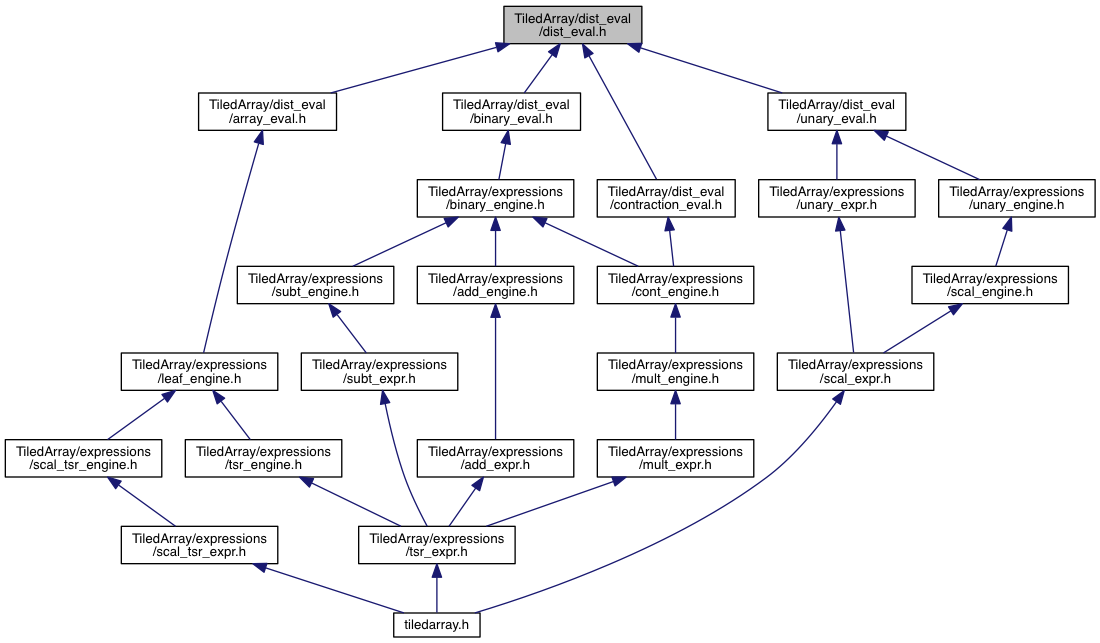 TiledArray/dist_eval
/dist_eval.h
TiledArray/dist_eval
/array_eval.h
TiledArray/dist_eval
/binary_eval.h
TiledArray/dist_eval
/unary_eval.h
TiledArray/expressions
/binary_engine.h
TiledArray/dist_eval
/contraction_eval.h
TiledArray/expressions
/unary_expr.h
TiledArray/expressions
/unary_engine.h
TiledArray/expressions
/subt_engine.h
TiledArray/expressions
/add_engine.h
TiledArray/expressions
/cont_engine.h
TiledArray/expressions
/scal_engine.h
TiledArray/expressions
/leaf_engine.h
TiledArray/expressions
/subt_expr.h
TiledArray/expressions
/mult_engine.h
TiledArray/expressions
/scal_expr.h
TiledArray/expressions
/scal_tsr_engine.h
TiledArray/expressions
/tsr_engine.h
TiledArray/expressions
/add_expr.h
TiledArray/expressions
/mult_expr.h
TiledArray/expressions
/scal_tsr_expr.h
TiledArray/expressions
/tsr_expr.h
tiledarray.h